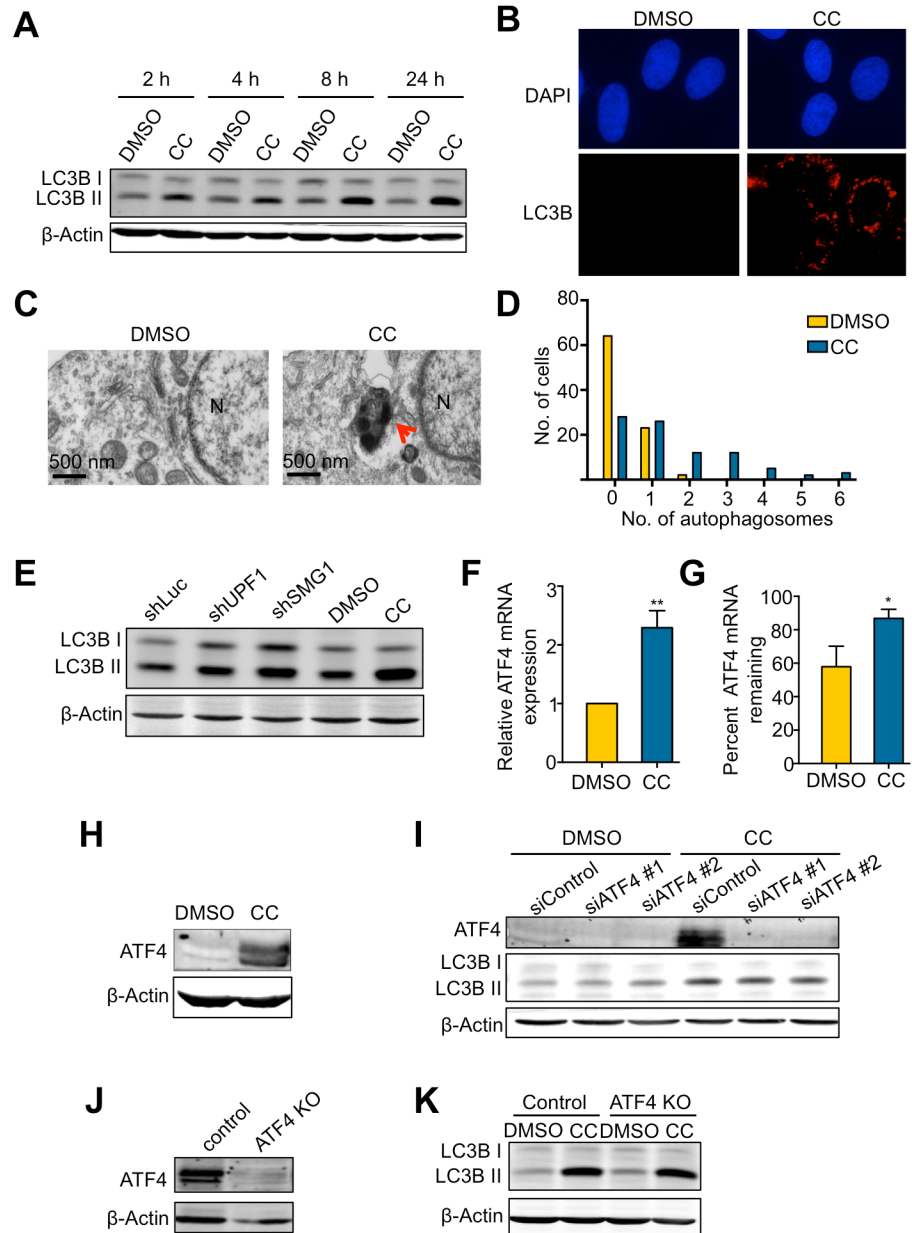 A
2 h 4 h 8 h 24 h
DMSO CC DMSO CC DMSO CC DMSO CC
LC3B I
LC3B II
β-Actin
B
DMSO CC
DAPI
LC3B
C
DMSO CC
N N
500 nm 500 nm
D
80
60
40
20
No. of cells
DMSO
CC
0 1 2 3 4 5 6
No. of autophagosomes
E
shLuc shUPF1 shSMG1 DMSO CC
LC3B I
LC3B II
β-Actin
F
Relative ATF4 mRNA
expression
3
2
1
0
**
DMSO CC
G
Percent ATF4 mRNA
remaining
100
80
60
40
20
0
*
DMSO CC
H
DMSO CC
ATF4
β-Actin
I
DMSO CC
siControl siATF4 #1 siATF4 #2 siControl siATF4 #1 siATF4 #2
ATF4
LC3B I
LC3B II
β-Actin
J
control ATF4 KO
ATF4
β-Actin
K
Control ATF4 KO
DMSO CC DMSO CC
LC3B I
LC3B II
β-Actin